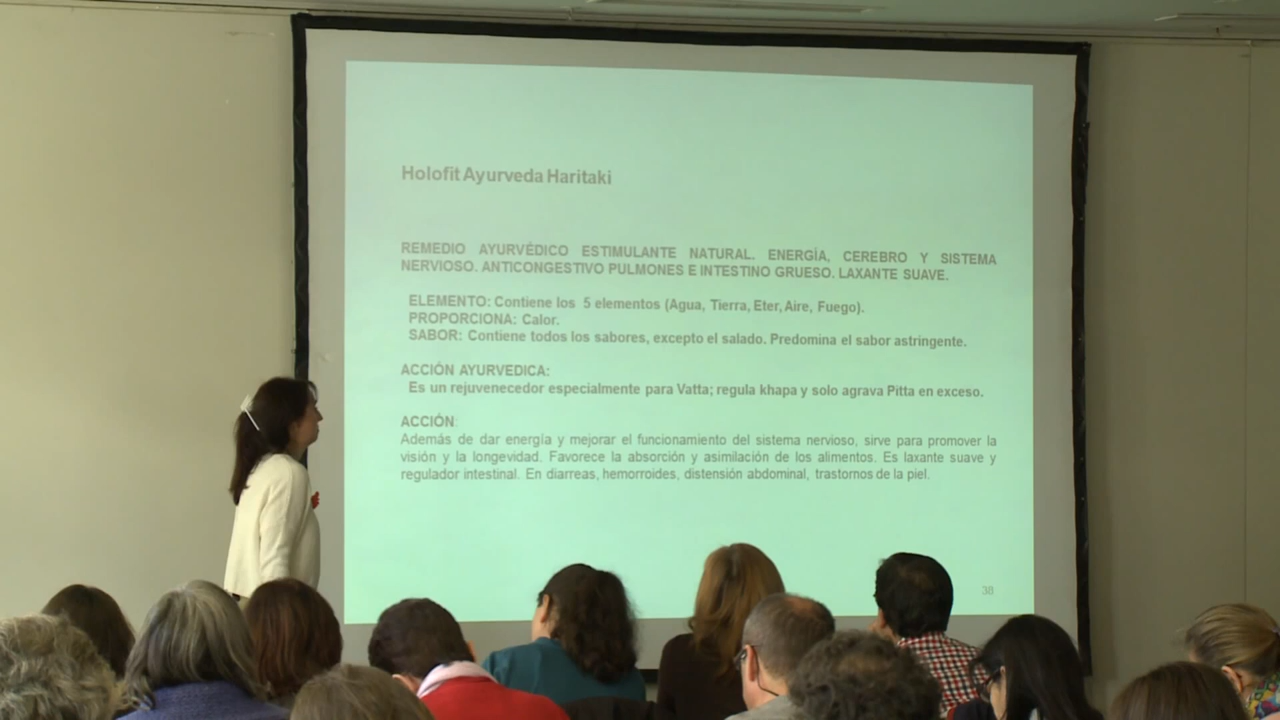 Holofit Ayurveda Haritaki
REMEDIO AYURVÉDICO ESTIMULANTE NATURAL. ENERGÍA, CEREBRO Y SISTEMA
NERVIOSO. ANTICONGESTIVO PULMONES E INTESTINO GRUESO. LAXANTE SUAVE.
ELEMENTO: Contiene los 5 elementos (Agua, Tierra, Eter, Aire, Fuego).
PROPORCIONA: Calor.
SABOR: Contiene todos los sabores, excepto el salado. Predomina el sabor astringente.
ACCIÓN AYURVEDICA:
Es un rejuvenecedor especialmente para Vatta; regula khapa y solo agrava Pitta en exceso.
ACCIÓN:
Además de dar energía y mejorar el funcionamiento del sistema nervioso, sirve para promover la
visión y la longevidad. Favorece la absorción y asimilación de los alimentos. Es laxante suave y
regulador intestinal. En diarreas, hemorroides, distensión abdominal, trastornos de la piel.
38